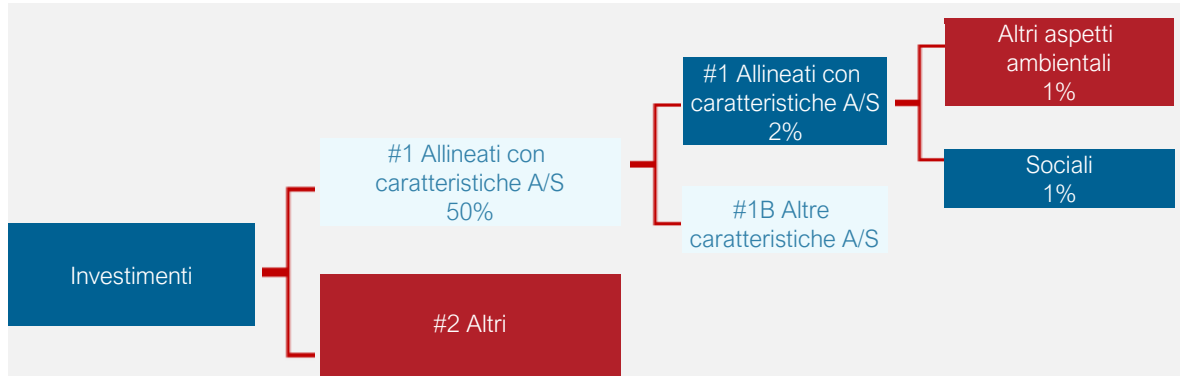 Investimenti
#1 Allineati con
caratteristiche A/S
50%
#2 Altri
#1 Allineati con
caratteristiche A/S
2%
#1B Altre
caratteristiche A/S
Altri aspetti
ambientali
1%
Sociali
1%